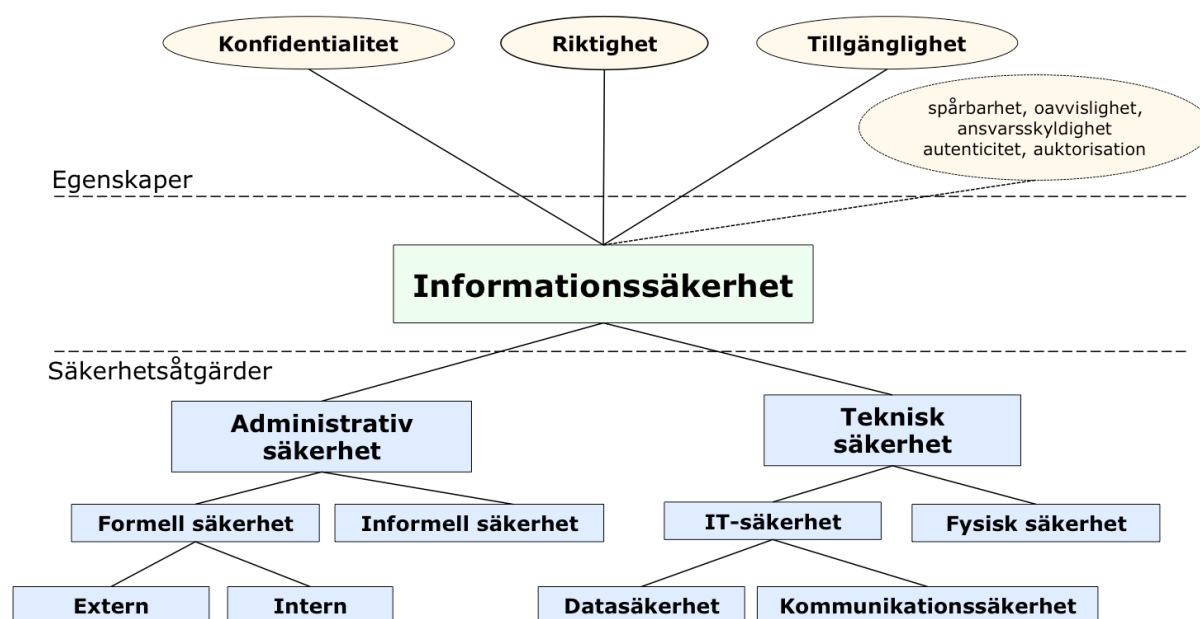 Konfidentialitet
Riktighet
Tillgänglighet
spårbarhet, oavvislighet,
ansvarsskyldighet
autenticitet, auktorisation
Egenskaper
Informationssäkerhet
Säkerhetsåtgärder
Administrativ
säkerhet
Teknisk
säkerhet
Formell säkerhet
Informell säkerhet
IT-säkerhet
Fysisk säkerhet
Extern
Intern
Datasäkerhet
Kommunikationssäkerhet